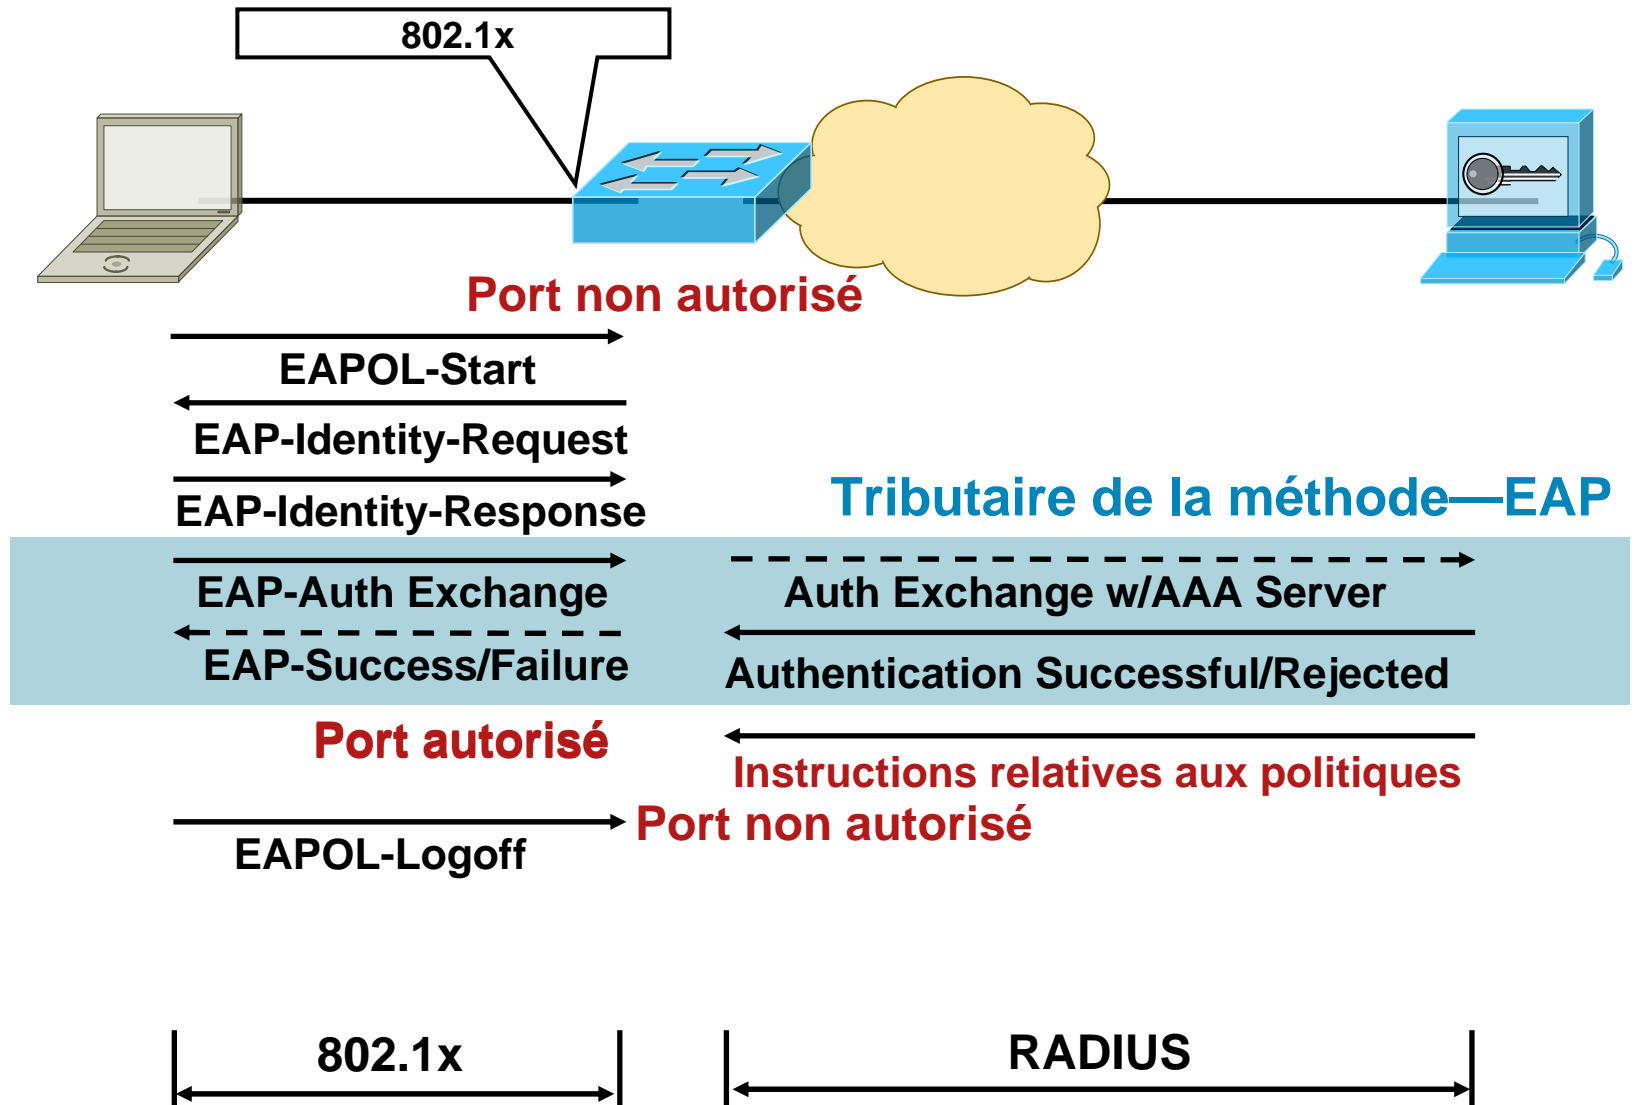 802.1x
Port non autorisé
EAPOL-Start
EAP-Identity-Request
EAP-Identity-Response
Tributaire de la méthode—EAP
EAP-Auth Exchange
Auth Exchange w/AAA Server
EAP-Success/Failure
Authentication Successful/Rejected
Port autorisé
Instructions relatives aux politiques
Port non autorisé
EAPOL-Logoff
802.1x
RADIUS